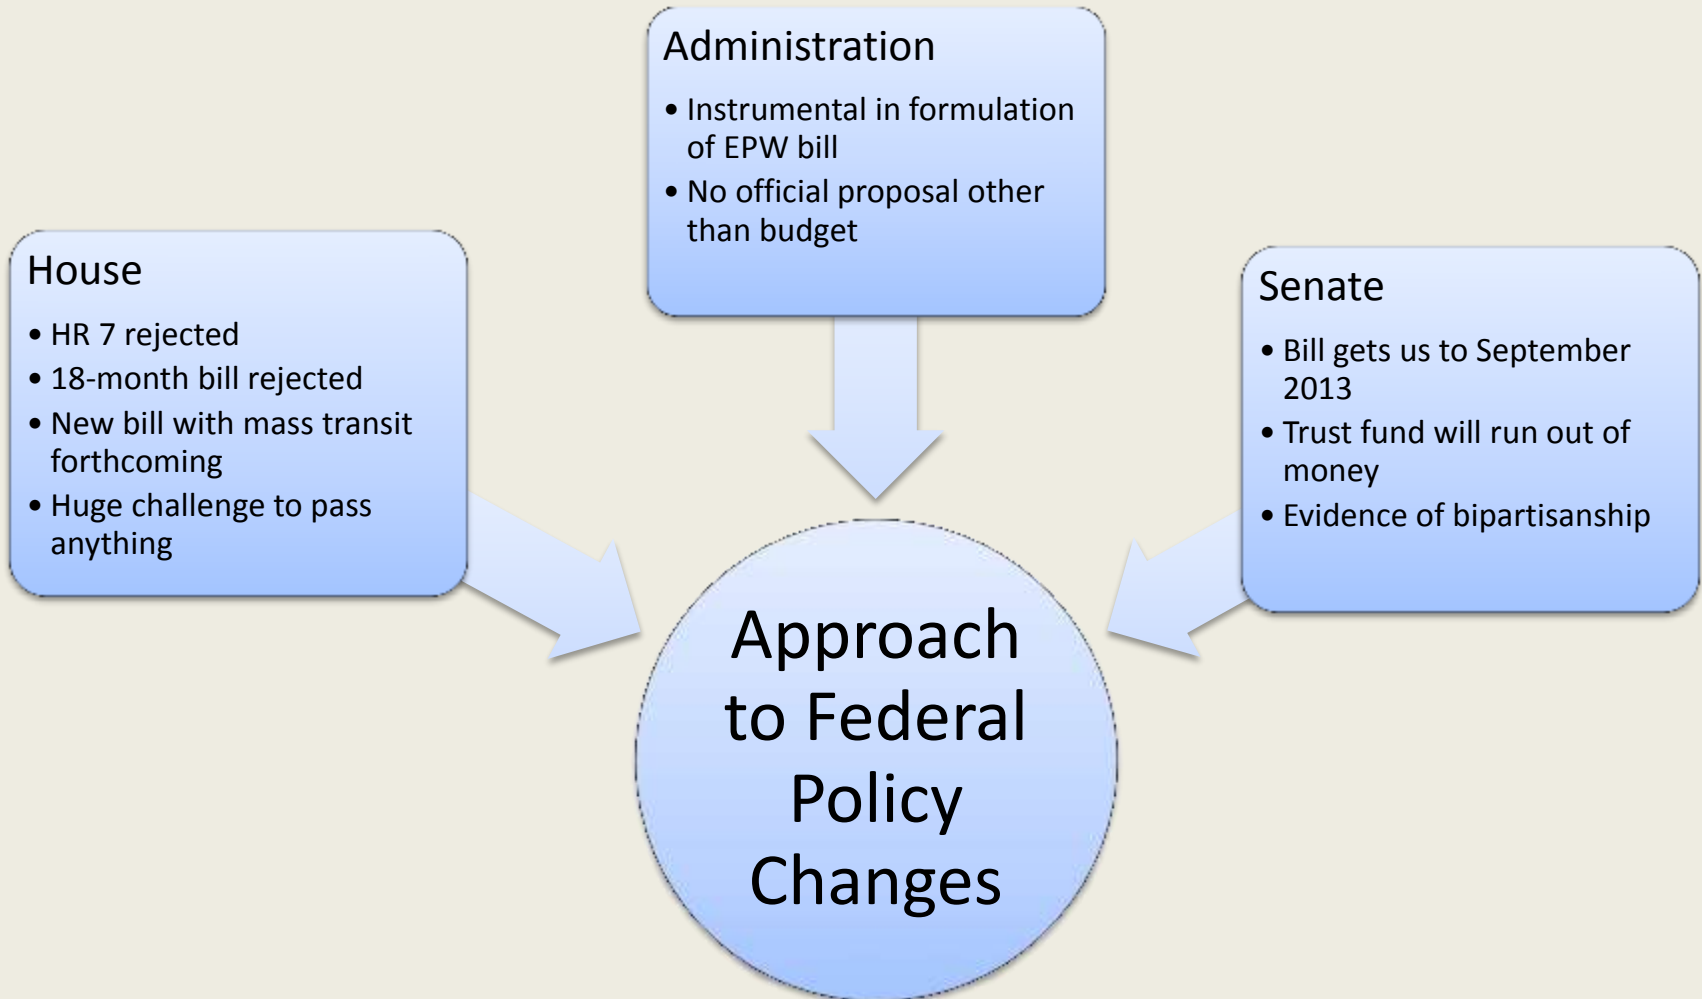 Administration
• Instrumental in formulation
of EPW bill
• No official proposal other
than budget
House
• HR 7 rejected
• 18-month bill rejected
• New bill with mass transit
forthcoming
• Huge challenge to pass
anything
Senate
• Bill gets us to September
2013
• Trust fund will run out of
money
• Evidence of bipartisanship
Approach
to Federal
Policy
Changes